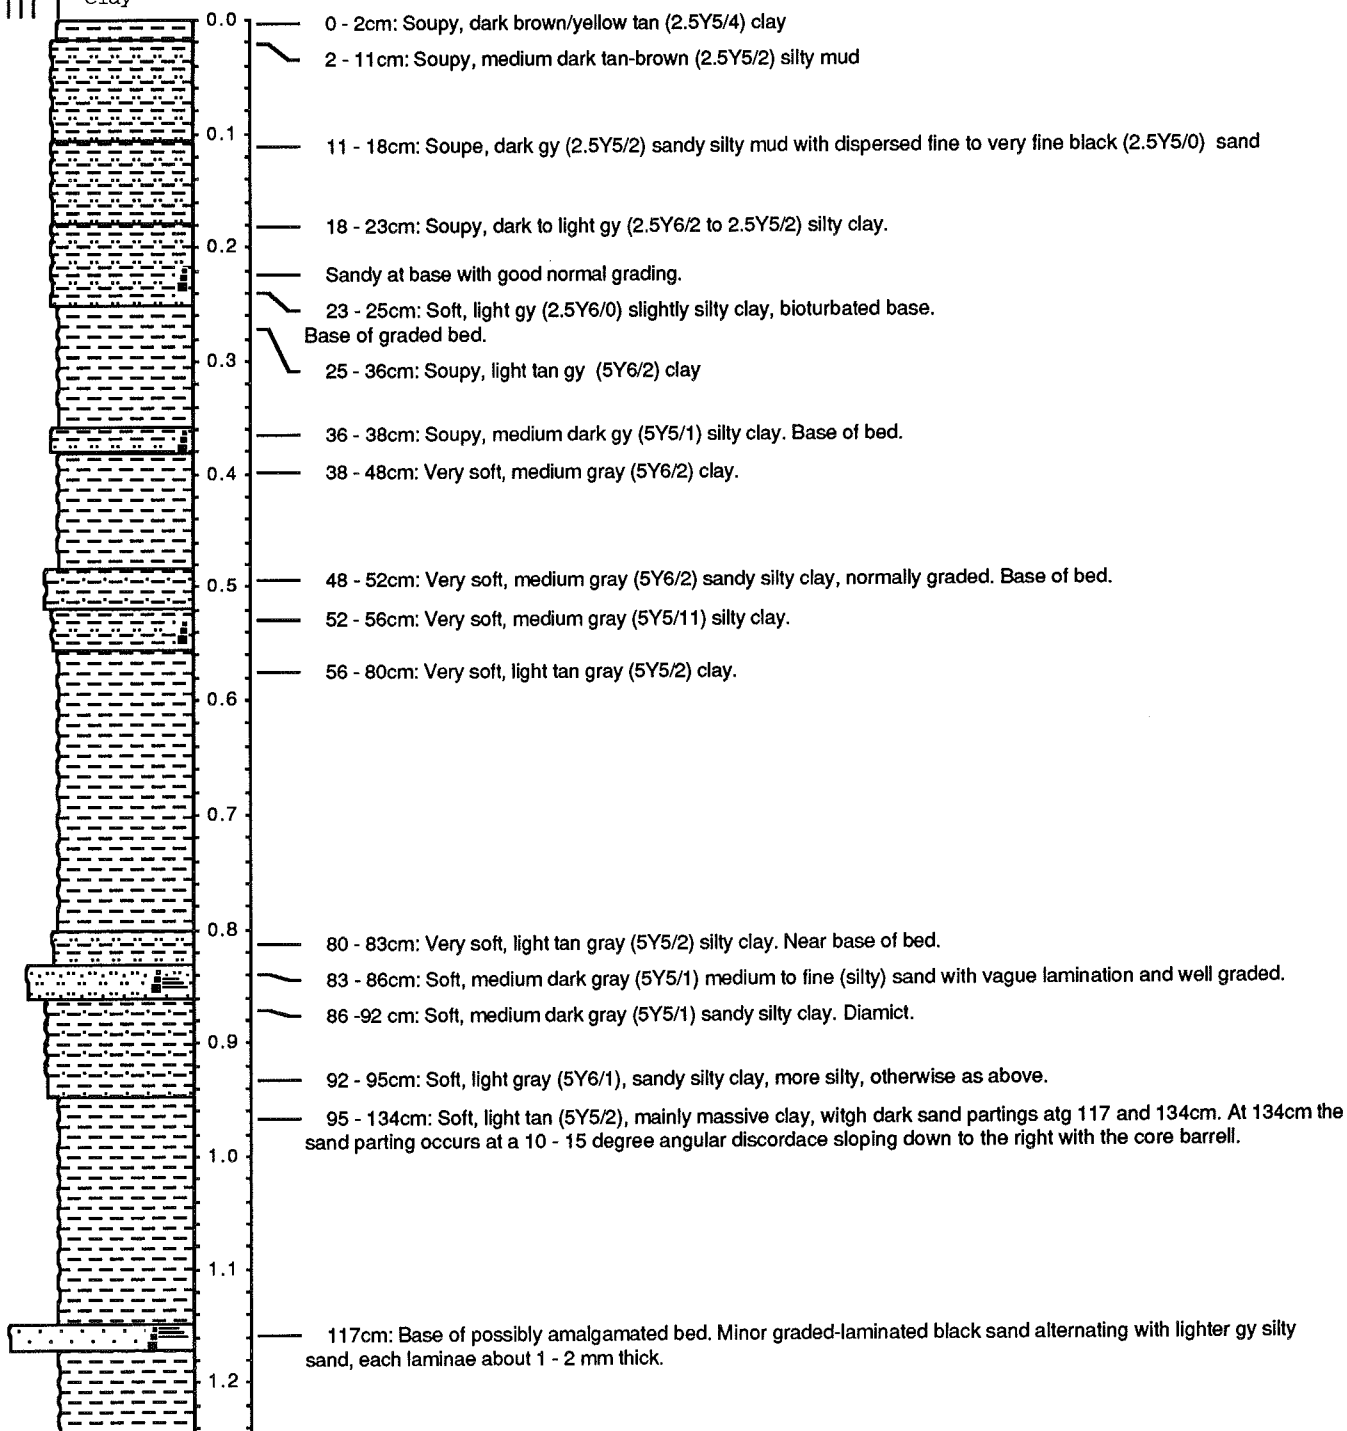 Clay
0.0
0 - 2cm: Soupy, dark brown/yellow tan (2.5Y5/4) clay
2 - 11cm: Soupy, medium dark tan-brown (2.5Y5/2) silty mud
0.1
11 - 18cm: Soupe, dark gy (2.5Y5/2) sandy silty mud with dispersed fine to very fine black (2.5Y5/0) sand
18 - 23cm: Soupy, dark to light gy (2.5Y6/2 to 2.5Y5/2) silty clay.
0.2
Sandy at base with good normal grading.
23 - 25cm: Soft, light gy (2.5Y6/0) slightly silty clay, bioturbated base.
Base of graded bed.
0.3
25 - 36cm: Soupy, light tan gy (5Y6/2) clay
36 - 38cm: Soupy, medium dark gy (5Y5/1) silty clay. Base of bed.
0.4
38 - 48cm: Very soft, medium gray (5Y6/2) clay.
48 - 52cm: Very soft, medium gray (5Y6/2) sandy silty clay, normally graded. Base of bed.
0.5
52 - 56cm: Very soft, medium gray (5Y5/11) silty clay.
56 - 80cm: Very soft, light tan gray (5Y5/2) clay.
0.6
0.7
0.8
80 - 83cm: Very soft, light tan gray (5Y5/2) silty clay. Near base of bed.
83 - 86cm: Soft, medium dark gray (5Y5/1) medium to fine (silty) sand with vague lamination and well graded.
86 -92 cm: Soft, medium dark gray (5Y5/1) sandy silty clay. Diamict.
0.9
92 - 95cm: Soft, light gray (5Y6/1), sandy silty clay, more silty, otherwise as above.
95 - 134cm: Soft, light tan (5Y5/2), mainly massive clay, witgh dark sand partings atg 117 and 134cm. At 134cm the
sand parting occurs at a 10 - 15 degree angular discordace sloping down to the right with the core barrell.
1.0
1.1
117cm: Base of possibly amalgamated bed. Minor graded-laminated black sand alternating with lighter gy silty
sand, each laminae about 1 - 2 mm thick.
1.2